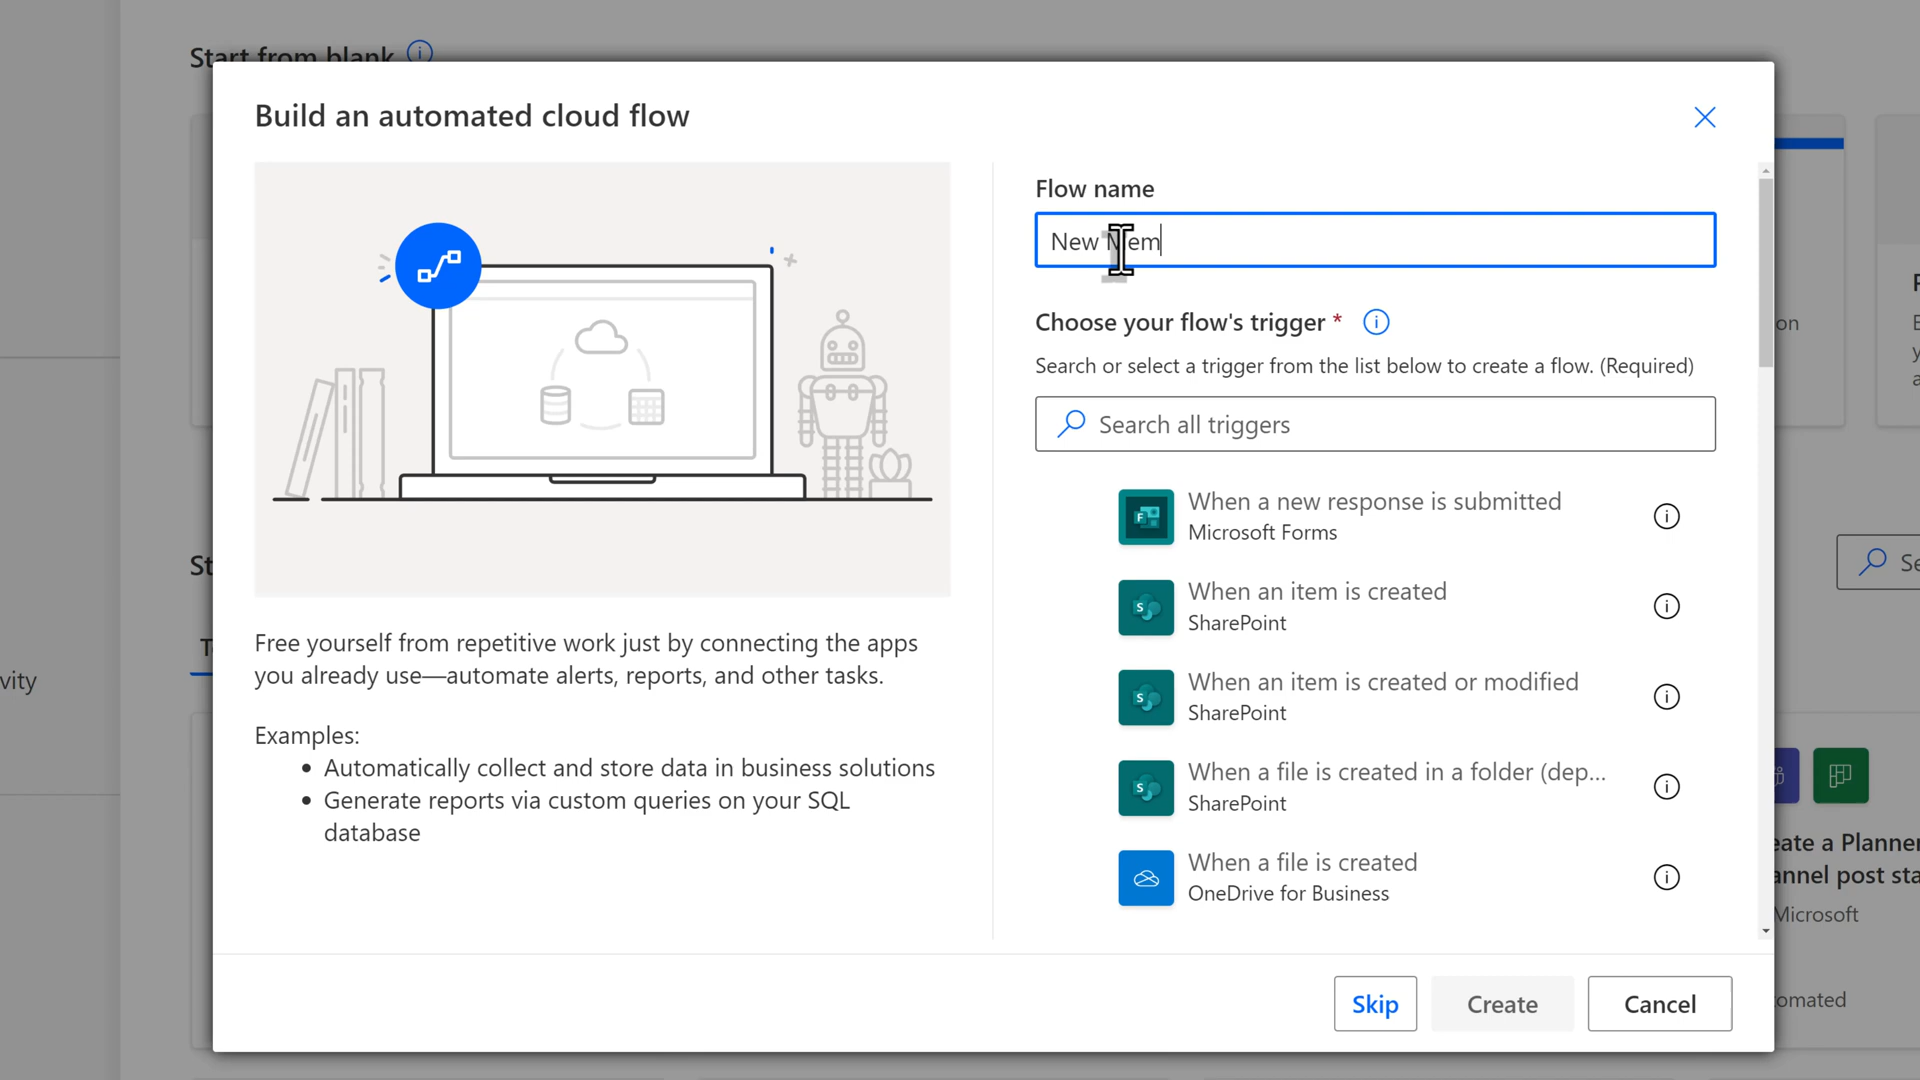 Start from blank
Build an automated cloud flow
Flow name
New
Choose your flow's trigger *
Search or select a trigger from the list below to create a flow. (Required)
Search all triggers
When a new response is submitted
Microsoft Forms
When an item is created
SharePoint
When an item is created or modified
SharePoint
When a file is created in a folder (dep...
SharePoint
When a file is created
OneDrive for Business
Free yourself from repetitive work just by connecting the apps
you already use—automate alerts, reports, and other tasks.
Examples:
• Automatically collect and store data in business solutions
• Generate reports via custom queries on your SQL
database
Skip
Create
Cancel
on
vity
St
Se
eate a Planner
annel post sta
Microsoft
omated